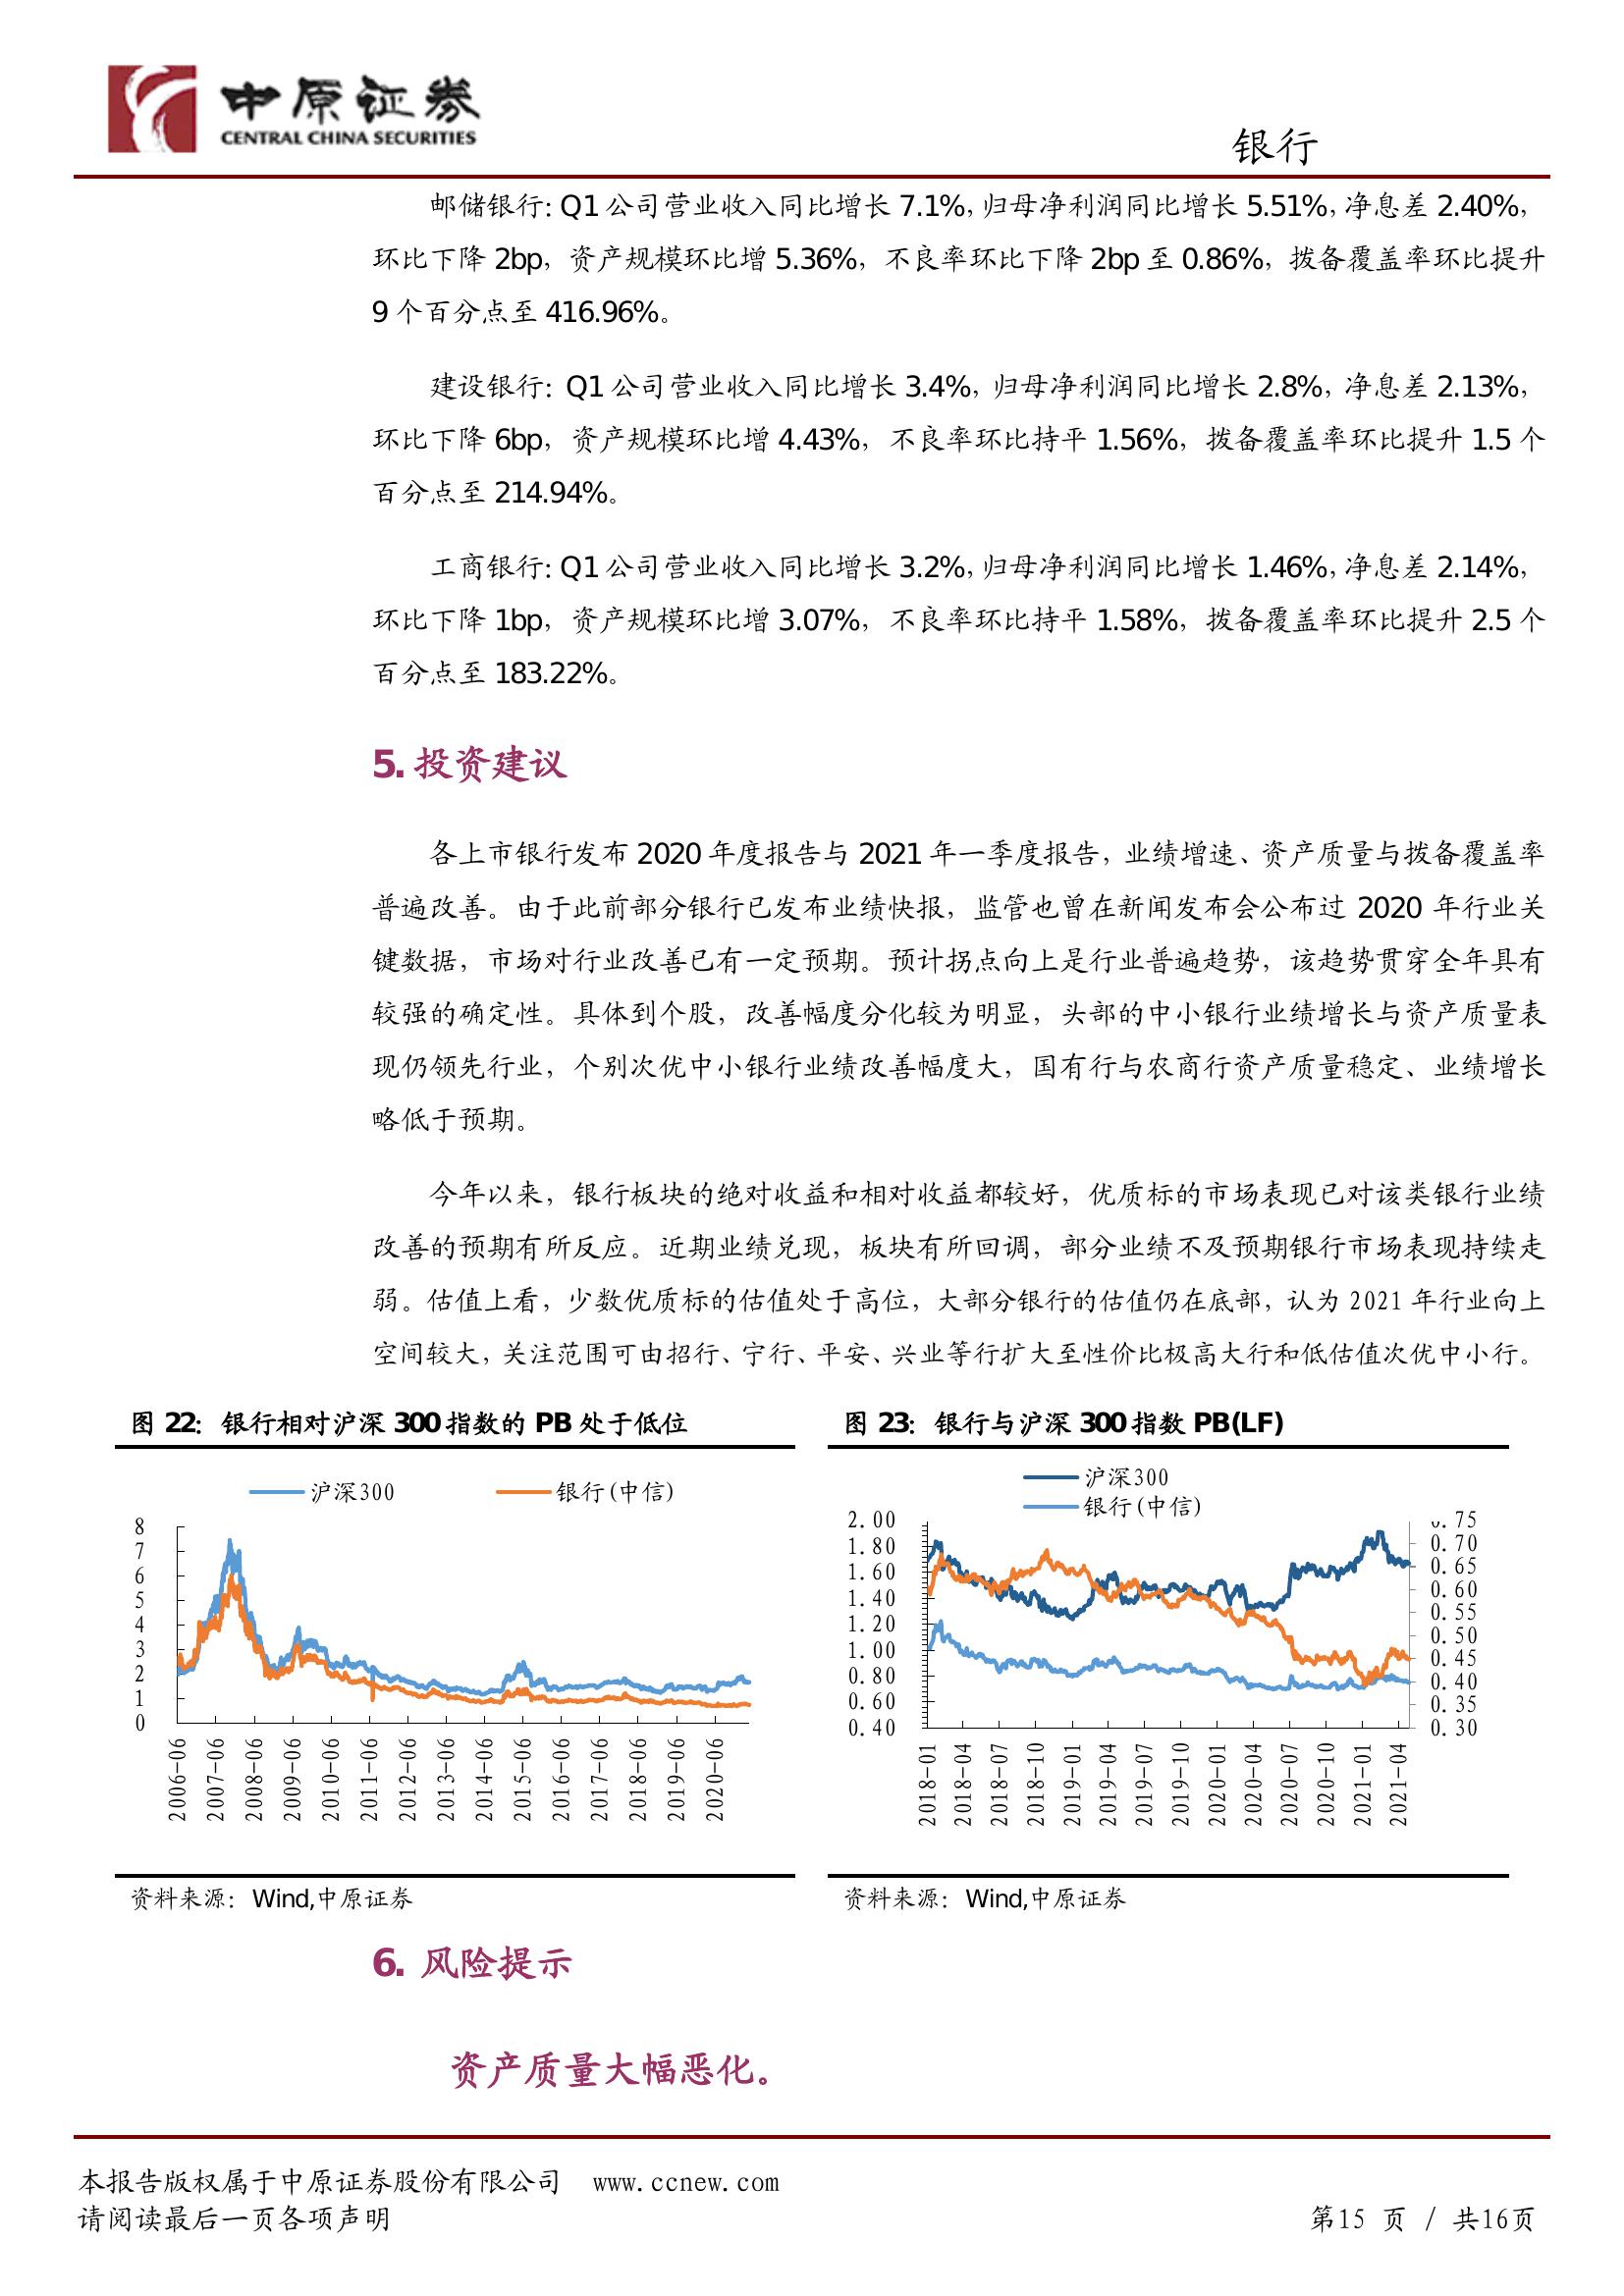 中原证券
CENTRAL CHINA SECURITIES
银行
邮储银行：Q1 公司营业收入同比增长 7.1%，归母净利润同比增长 5.51%，净息差 2.40%，
环比下降 2bp，资产规模环比增 5.36%，不良率环比下降 2bp 至 0.86%，拨备覆盖率环比提升
9 个百分点至 416.96%。
建设银行：Q1 公司营业收入同比增长 3.4%，归母净利润同比增长 2.8%，净息差 2.13%，
环比下降 6bp，资产规模环比增 4.43%，不良率环比持平 1.56%，拨备覆盖率环比提升 1.5 个
百分点至 214.94%。
工商银行：Q1 公司营业收入同比增长 3.2%，归母净利润同比增长 1.46%，净息差 2.14%，
环比下降 1bp，资产规模环比增 3.07%，不良率环比持平 1.58%，拨备覆盖率环比提升 2.5 个
百分点至 183.22%。
5. 投资建议
各上市银行发布 2020 年度报告与 2021 年一季度报告，业绩增速、资产质量与拨备覆盖率
普遍改善。由于此前部分银行已发布业绩快报，监管也曾在新闻发布会公布过 2020 年行业关
键数据，市场对行业改善已有一定预期。预计拐点向上是行业普遍趋势，该趋势贯穿全年具有
较强的确定性。具体到个股，改善幅度分化较为明显，头部的中小银行业绩增长与资产质量表
现仍领先行业，个别次优中小银行业绩改善幅度大，国有行与农商行资产质量稳定、业绩增长
略低于预期。
今年以来，银行板块的绝对收益和相对收益都较好，优质标的市场表现已对该类银行业绩
改善的预期有所反应。近期业绩兑现，板块有所回调，部分业绩不及预期银行市场表现持续走
弱。估值上看，少数优质标的估值处于高位，大部分银行的估值仍在底部，认为 2021 年行业向上
空间较大，关注范围可由招行、宁行、平安、兴业等行扩大至性价比极高大行和低估值次优中小行。
图 22：银行相对沪深 300 指数的 PB 处于低位
沪深300 银行(中信)
8
7
6
5
4
3
2
1
0
2006-06 2007-06 2008-06 2009-06 2010-06 2011-06 2012-06 2013-06 2014-06 2015-06 2016-06 2017-06 2018-06 2019-06 2020-06
资料来源：Wind,中原证券
图 23：银行与沪深 300 指数 PB(LF)
沪深300
银行(中信)
2.00
1.80
1.60
1.40
1.20
1.00
0.80
0.60
0.40
0.75
0.70
0.65
0.60
0.55
0.50
0.45
0.40
0.35
0.30
2018-01 2018-04 2018-07 2018-10 2019-01 2019-04 2019-07 2019-10 2020-01 2020-04 2020-07 2020-10 2021-01 2021-04
资料来源：Wind,中原证券
6. 风险提示
资产质量大幅恶化。
本报告版权属于中原证券股份有限公司 www.ccnew.com
请阅读最后一页各项声明
第15 页 / 共16页